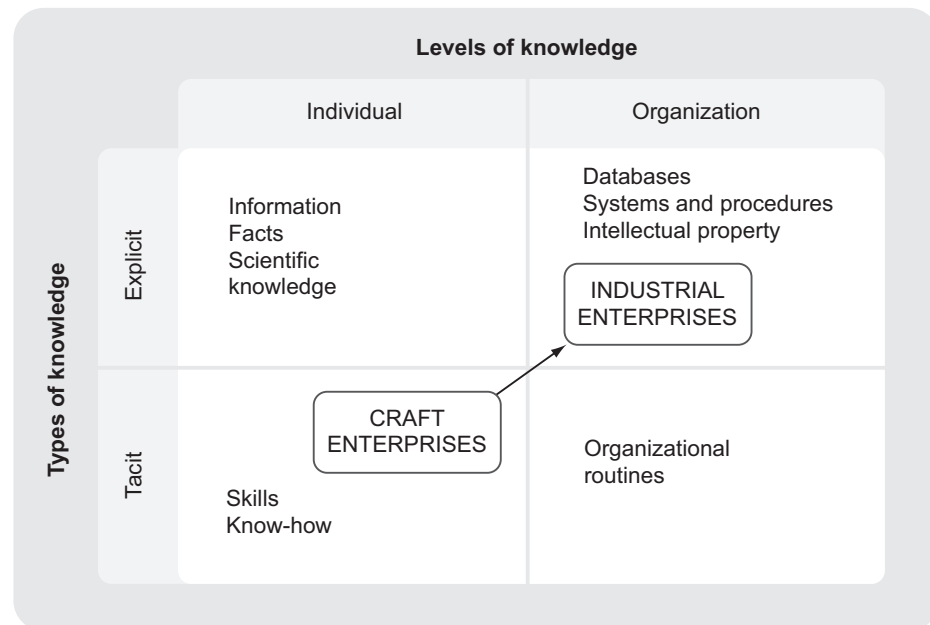 Levels of knowledge
Individual
Organization
Types of knowledge
Explicit
Information
Facts
Scientific
knowledge
Databases
Systems and procedures
Intellectual property
INDUSTRIAL
ENTERPRISES
Tacit
CRAFT
ENTERPRISES
Skills
Know-how
Organizational
routines